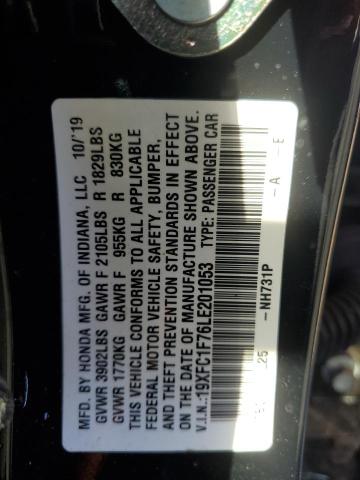 MFD. BY HONDA MFG. OF INDIANA, LLC 10/'19
GVWR 3902LBS GAWR F 2105LBS R 1829LBS
GVWR 1770KG GAWR F 955KG R 830KG
THIS VEHICLE CONFORMS TO ALL APPLICABLE
FEDERAL MOTOR VEHICLE SAFETY, BUMPER,
AND THEFT PREVENTION STANDARDS IN EFFECT
ON THE DATE OF MANUFACTURE SHOWN ABOVE.
V.I.N.:19XFC1F76LE201053 TYPE: PASSENGER CAR
25 -NH731P -A -E